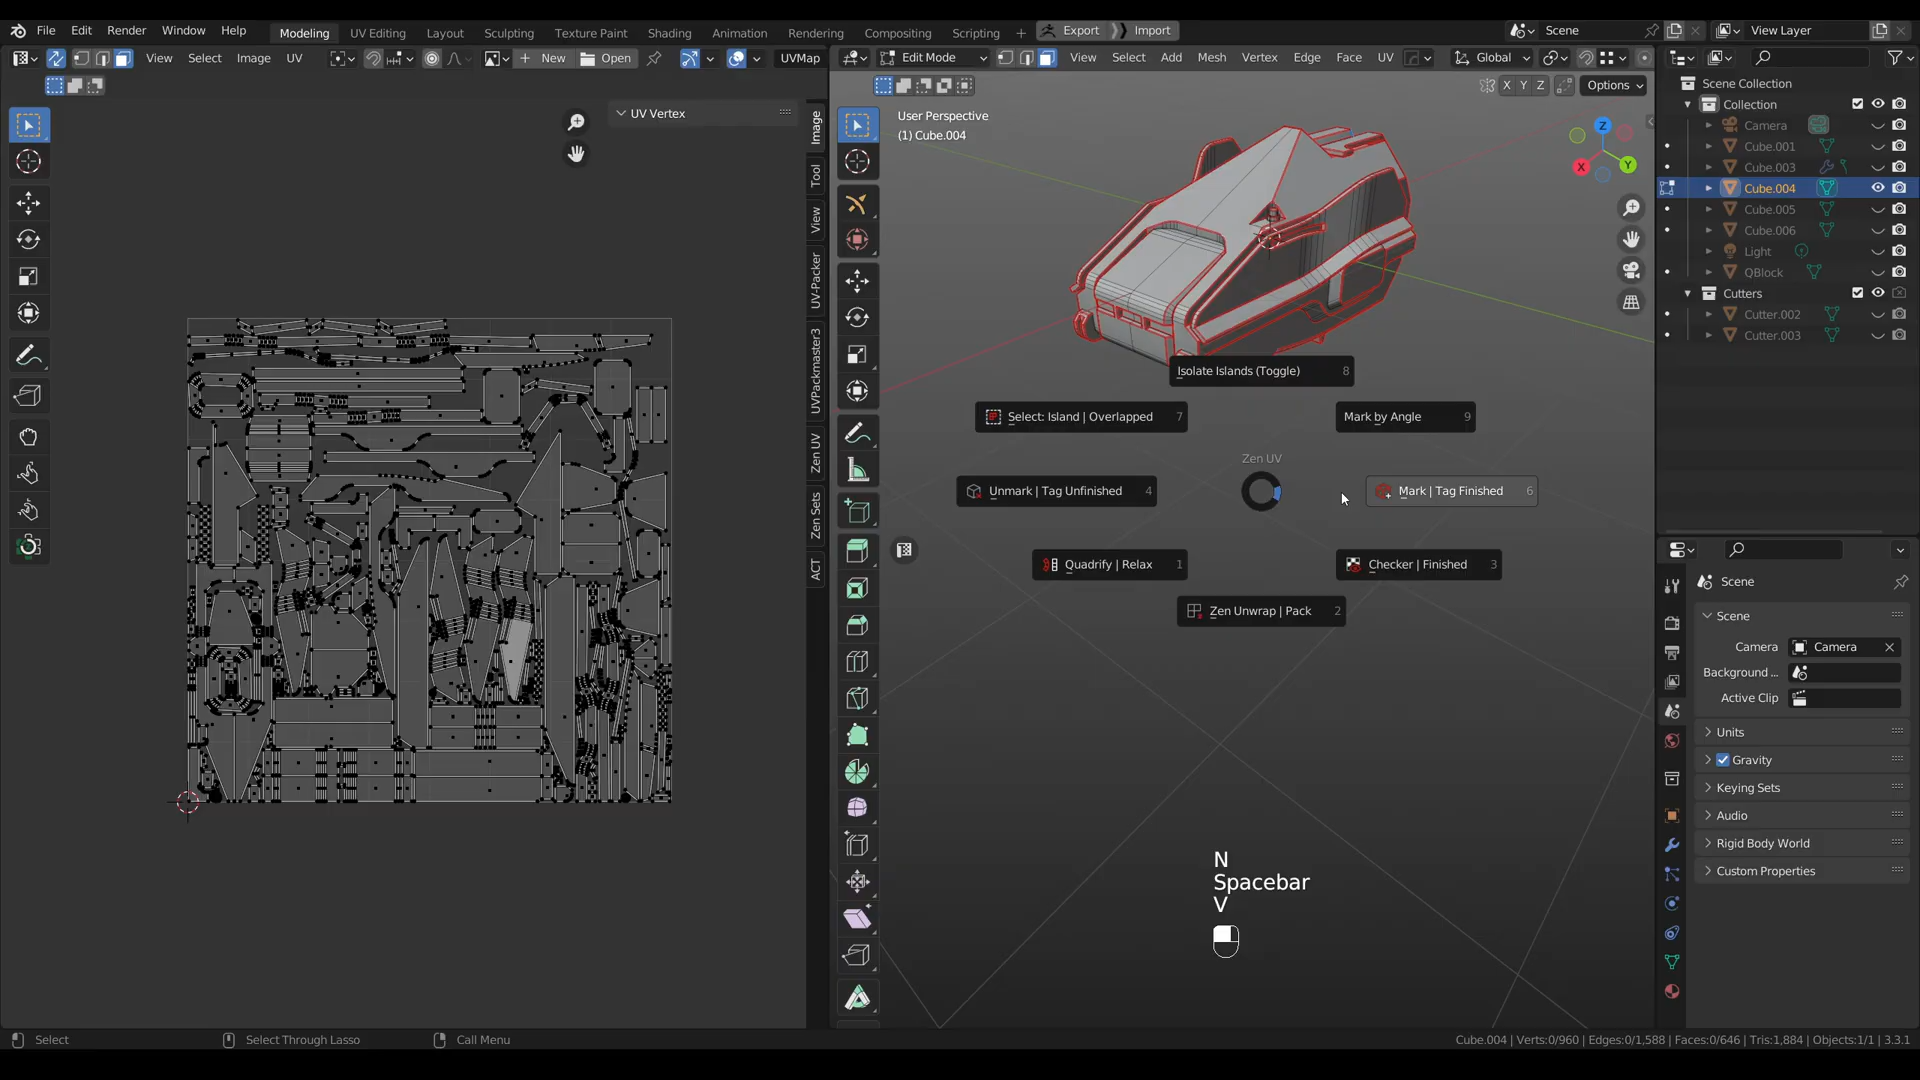 File Edit Render Window Help Modeling UV Editing Layout Sculpting Texture Paint Shading Animation Rendering Compositing Scripting + Export Import Scene View Layer
View Select Image UV New Open UVMap Edit Mode View Select Add Mesh Vertex Edge Face UV Global
X Y Z Options
UV Vertex
Image
Tool
View
UV-Packer
UVPackmaster3
Zen UV
Zen Sets
ACT
User Perspective
(1) Cube.004
Z
X
Y
Isolate Islands (Toggle) 8
Select: Island | Overlapped 7
Mark by Angle 9
Zen UV
Unmark | Tag Unfinished 4
Mark | Tag Finished 6
Quadrify | Relax 1
Checker | Finished 3
Zen Unwrap | Pack 2
N
Spacebar
V
Scene Collection
Collection
Camera
Cube.001
Cube.003
Cube.004
Cube.005
Cube.006
Light
QBlock
Cutters
Cutter.002
Cutter.003
Scene
Scene
Camera Camera
Background ...
Active Clip
Units
Gravity
Keying Sets
Audio
Rigid Body World
Custom Properties
Select Select Through Lasso Call Menu Cube.004 | Verts:0/960 | Edges:0/1,588 | Faces:0/646 | Tris:1,884 | Objects:1/1 | 3.3.1